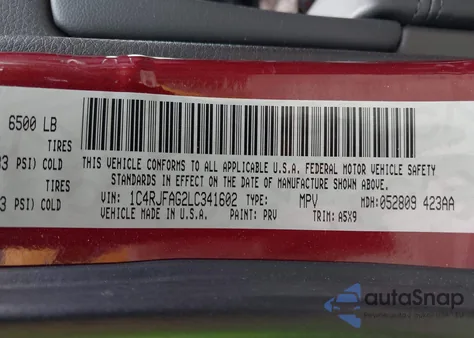 6500 LB
TIRES
PSI) COLD
TIRES
PSI) COLD
THIS VEHICLE CONFORMS TO ALL APPLICABLE U.S.A. FEDERAL MOTOR VEHICLE SAFETY
STANDARDS IN EFFECT ON THE DATE OF MANUFACTURE SHOWN ABOVE.
VIN: 1C4RJFAG2LC341602 TYPE: MPV MDH: 052809 423AA
VEHICLE MADE IN U.S.A. PAINT: PRV TRIM: A5X9
autoSnap